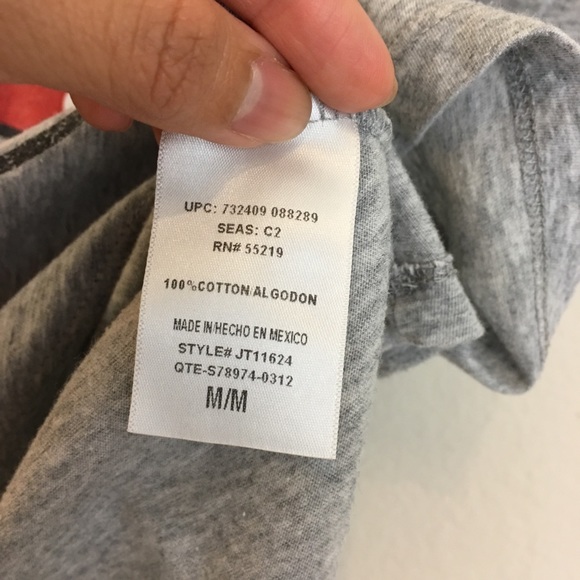 UPC: 732409 088289
SEAS: C2
RN# 55219
100%COTTON/ALGODON
MADE IN/HECHO EN MEXICO
STYLE# JT11624
QTE-S78974-0312
M/M